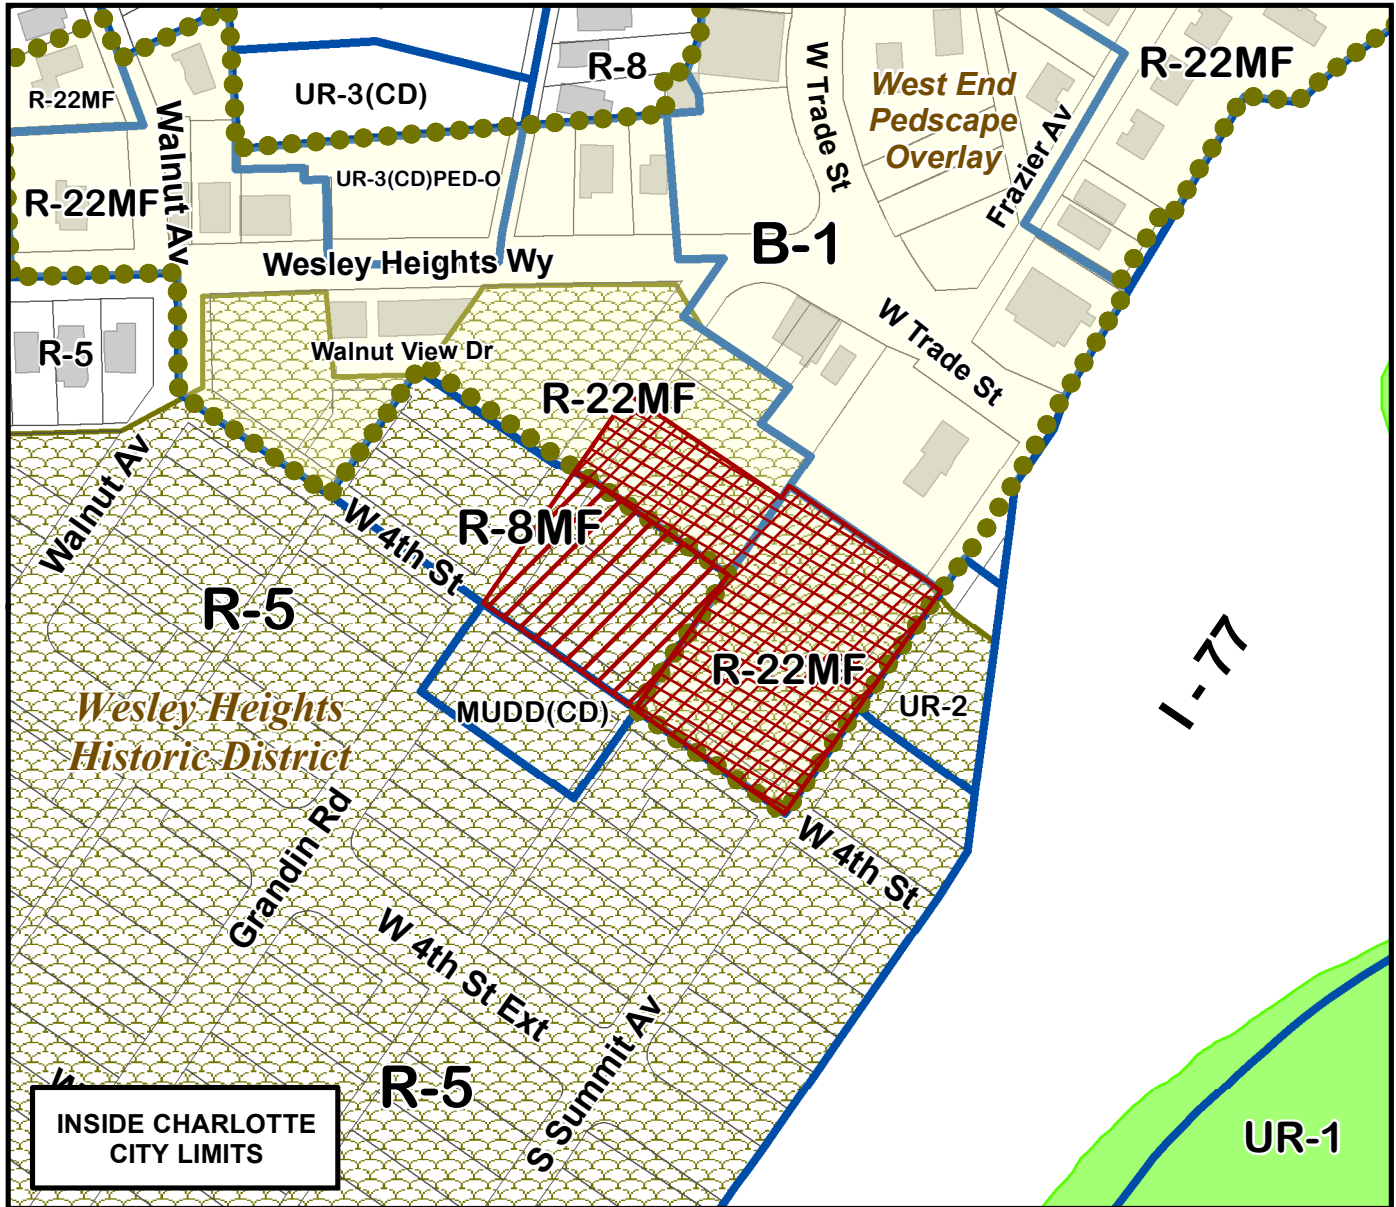 R-8
R-22MF
UR-3(CD)
R-22MF
Walnut Av
W Trade St
West End
Pedscape
Overlay
Frazier Av
UR-3(CD)PED-O
R-22MF
B-1
Wesley Heights Wy
W Trade St
R-5
Walnut View Dr
R-22MF
Walnut Av
W 4th St
R-8MF
R-5
I - 77
R-22MF
UR-2
Wesley Heights
Historic District
MUDD(CD)
Grandin Rd
W 4th St
W 4th St Ext
S Summit Av
R-5
INSIDE CHARLOTTE
CITY LIMITS
UR-1